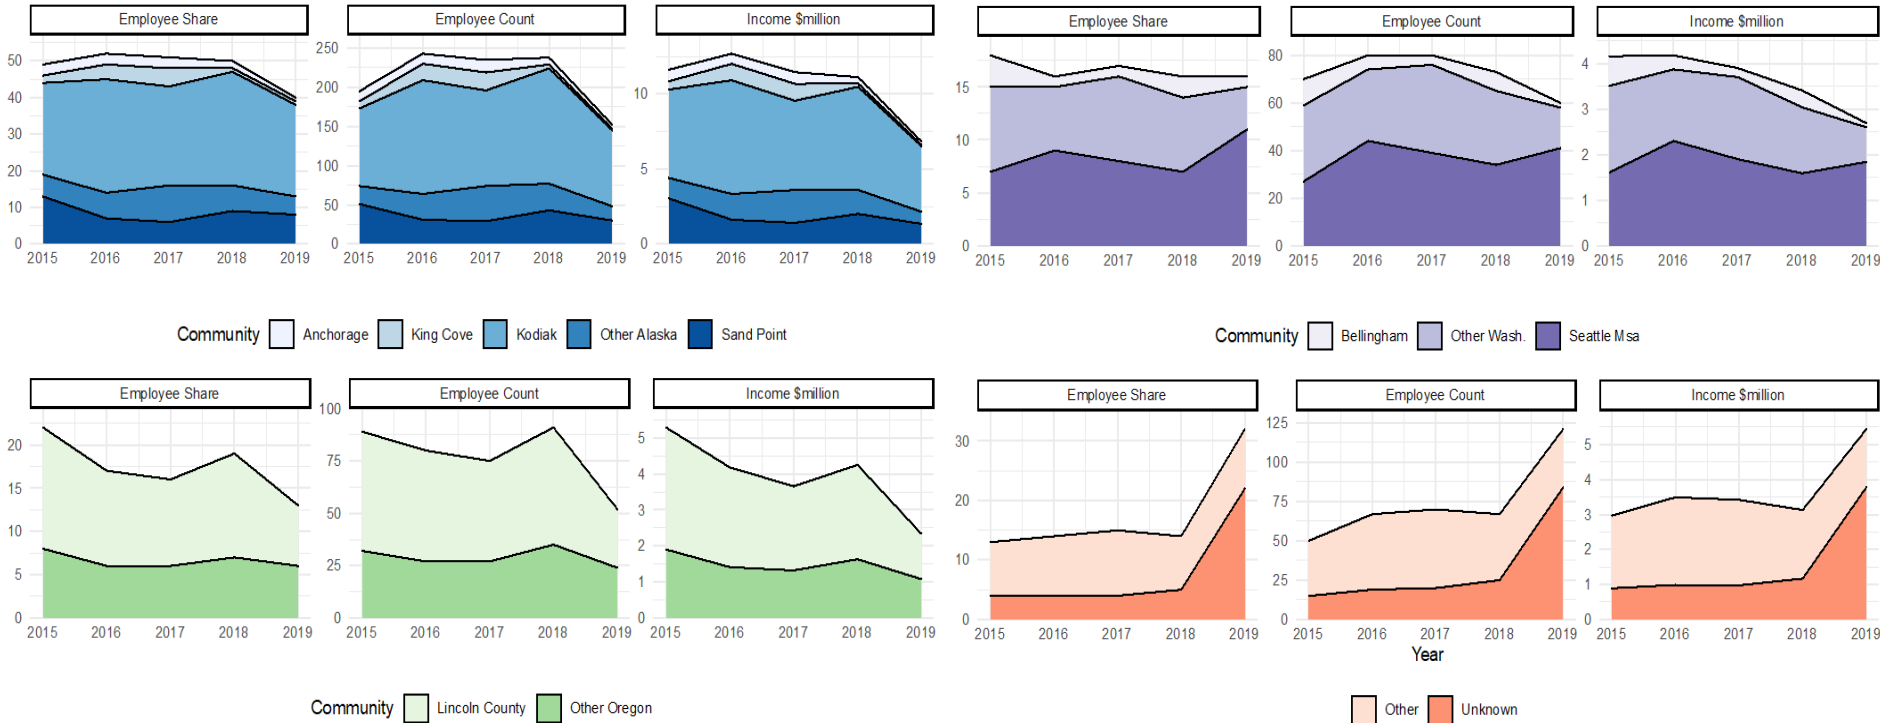 Employee Share
Employee Count
Income $million
50
40
30
20
10
0
2015 2016 2017 2018 2019
250
200
150
100
50
0
2015 2016 2017 2018 2019
10
5
0
2015 2016 2017 2018 2019
Community Anchorage King Cove Kodiak Other Alaska Sand Point
Employee Share
Employee Count
Income $million
15
10
5
0
2015 2016 2017 2018 2019
80
60
40
20
0
2015 2016 2017 2018 2019
4
3
2
1
0
2015 2016 2017 2018 2019
Community Bellingham Other Wash. Seattle Msa
Employee Share
Employee Count
Income $million
20
15
10
5
0
2015 2016 2017 2018 2019
100
75
50
25
0
2015 2016 2017 2018 2019
5
4
3
2
1
0
2015 2016 2017 2018 2019
Community Lincoln County Other Oregon
Employee Share
Employee Count
Income $million
30
20
10
0
2015 2016 2017 2018 2019
125
100
75
50
25
0
2015 2016 2017 2018 2019
5
4
3
2
1
0
2015 2016 2017 2018 2019
Year
Other Unknown